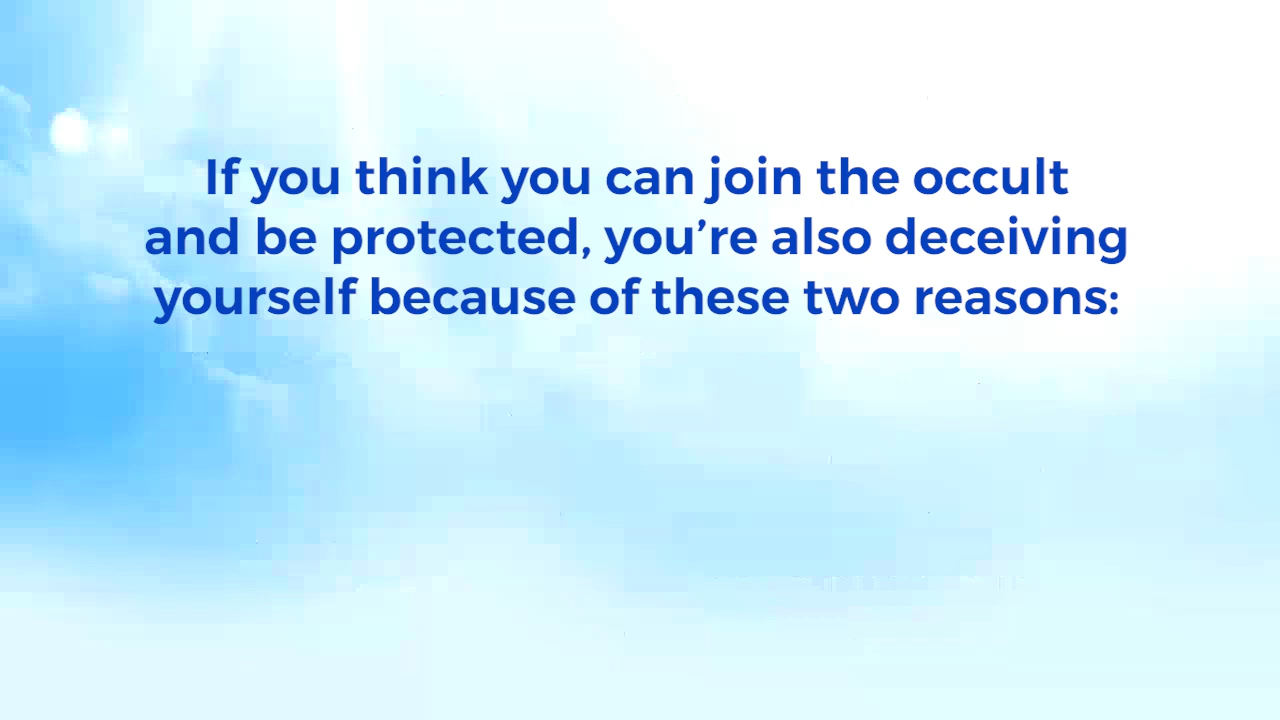 If you think you can join the occult
and be protected, you’re also deceiving
yourself because of these two reasons: